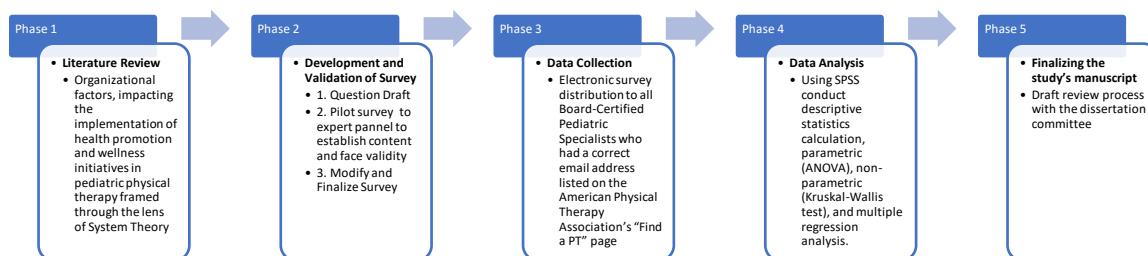 Phase 1
Literature Review
Organizational
factors, impacting
the
implementation of
health promotion
and wellness
initiatives in
pediatric physical
therapy framed
through the lens
of System Theory
Phase 2
Development and
Validation of Survey
1. Question Draft
2. Pilot survey to
expert pannel to
establish content
and face validity
3. Modify and
Finalize Survey
Phase 3
Data Collection
Electronic survey
distribution to all
Board-Certified
Pediatric
Specialists who
had a correct
email address
listed on the
American Physical
Therapy
Association's "Find
a PT" page
Phase 4
Data Analysis
Using SPSS
conduct
descriptive
statistics
calculation,
parametric
(ANOVA), non-
parametric
(Kruskal-Wallis
test), and multiple
regression
analysis.
Phase 5
Finalizing the
study's manuscript
Draft review process
with the dissertation
committee